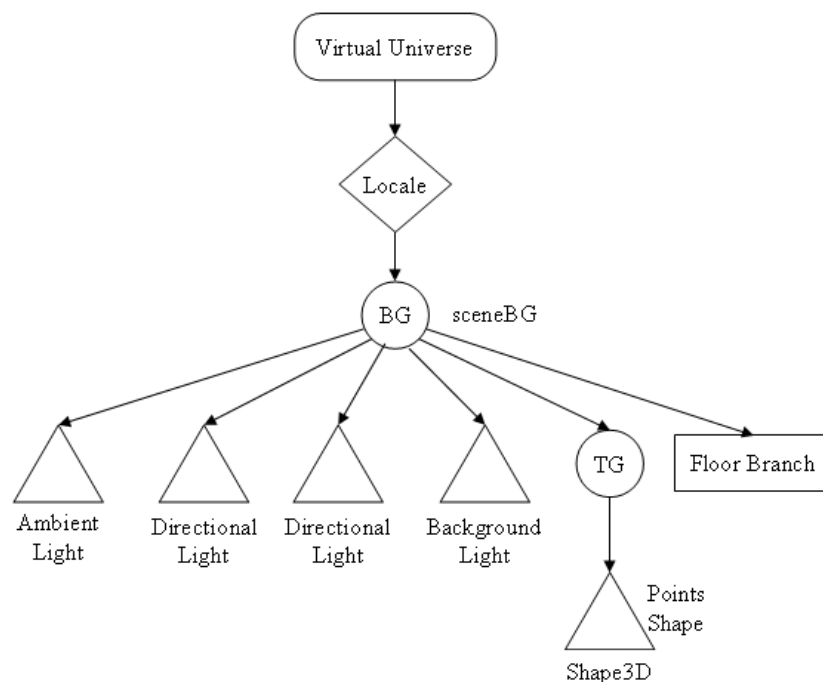 Virtual Universe
Locale
BG
sceneBG
TG
Floor Branch
Ambient
Light
Directional
Light
Directional
Light
Background
Light
Points
Shape
Shape3D